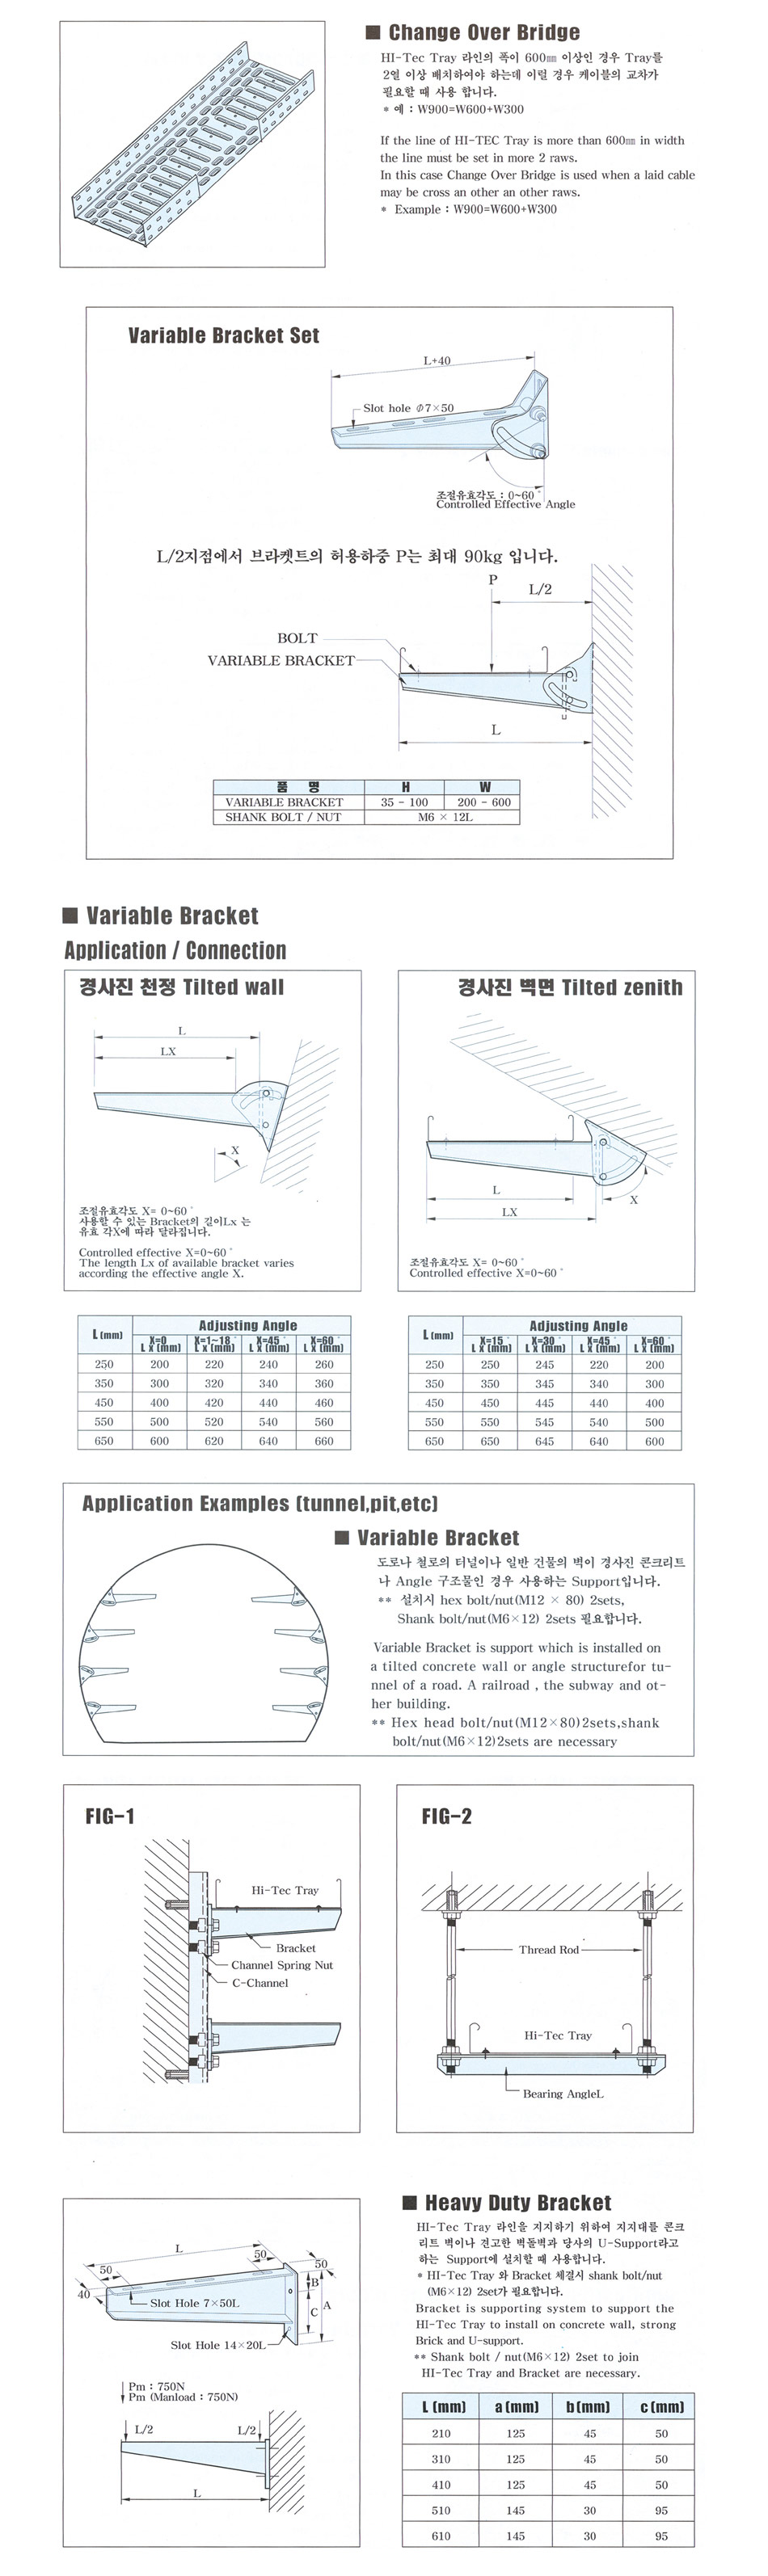 ■ Change Over Bridge
HI-Tec Tray 라인의 폭이 600㎜ 이상인 경우 Tray를
2열 이상 배치하여야 하는데 이럴 경우 케이블의 교차가
필요할 때 사용 합니다.
* 예 : W900=W600+W300
If the line of HI-TEC Tray is more than 600㎜ in width
the line must be set in more 2 raws.
In this case Change Over Bridge is used when a laid cable
may be cross an other an other raws.
* Example : W900=W600+W300
Variable Bracket Set
L+40
Slot hole Φ7×50
조절유효각도 : 0~60°
Controlled Effective Angle
L/2지점에서 브라켓트의 허용하중 P는 최대 90kg 입니다.
P
L/2
BOLT
VARIABLE BRACKET
L
품 명 H W
VARIABLE BRACKET 35 - 100 200 - 600
SHANK BOLT / NUT M6 × 12L
■ Variable Bracket
Application / Connection
경사진 천정 Tilted wall
L
LX
X
조절유효각도 X= 0~60°
사용할 수 있는 Bracket의 길이Lx 는
유효 각X에 따라 달라집니다.
Controlled effective X=0~60°
The length Lx of available bracket varies
according the effective angle X.
경사진 벽면 Tilted zenith
L
LX
X
조절유효각도 X= 0~60°
Controlled effective X=0~60°
L (mm) Adjusting Angle
X=0 X=1~18° X=45° X=60°
L x (mm) L x (mm) L x (mm) L x (mm)
250 200 220 240 260
350 300 320 340 360
450 400 420 440 460
550 500 520 540 560
650 600 620 640 660
L (mm) Adjusting Angle
X=15° X=30° X=45° X=60°
L x (mm) L x (mm) L x (mm) L x (mm)
250 250 245 220 200
350 350 345 340 300
450 450 445 440 400
550 550 545 540 500
650 650 645 640 600
Application Examples (tunnel,pit,etc)
■ Variable Bracket
도로나 철로의 터널이나 일반 건물의 벽이 경사진 콘크리트
나 Angle 구조물인 경우 사용하는 Support입니다.
** 설치시 hex bolt/nut(M12 × 80) 2sets,
Shank bolt/nut(M6×12) 2sets 필요합니다.
Variable Bracket is support which is installed on
a tilted concrete wall or angle structurefor tu-
nnel of a road. A railroad , the subway and ot-
her building.
** Hex head bolt/nut(M12×80)2sets,shank
bolt/nut(M6×12)2sets are necessary
FIG-1
Hi-Tec Tray
Bracket
Channel Spring Nut
C-Channel
FIG-2
Thread Rod
Hi-Tec Tray
Bearing AngleL
L
50
50
50
40
B
A
C
Slot Hole 7×50L
Slot Hole 14×20L
Pm : 750N
Pm (Manload : 750N)
L/2
L/2
L
■ Heavy Duty Bracket
HI-Tec Tray 라인을 지지하기 위하여 지지대를 콘크
리트 벽이나 견고한 벽돌벽과 당사의 U-Support라고
하는 Support에 설치할 때 사용합니다.
* HI-Tec Tray 와 Bracket 체결시 shank bolt/nut
(M6×12) 2set가 필요합니다.
Bracket is supporting system to support the
HI-Tec Tray to install on concrete wall, strong
Brick and U-support.
** Shank bolt / nut(M6×12) 2set to join
HI-Tec Tray and Bracket are necessary.
L (mm) a (mm) b (mm) c (mm)
210 125 45 50
310 125 45 50
410 125 45 50
510 145 30 95
610 145 30 95